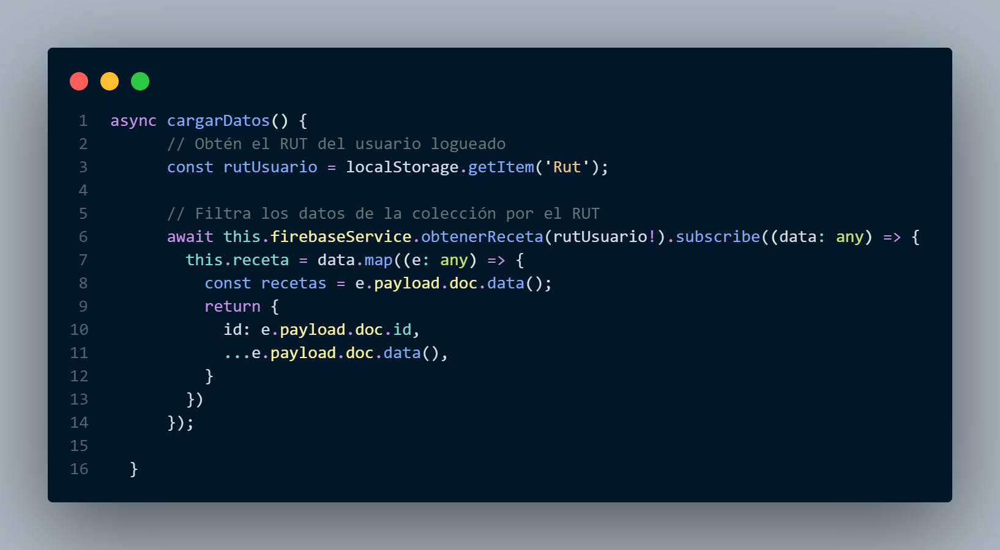 1 async cargarDatos() {
2 // Obtén el RUT del usuario logueado
3 const rutUsuario = localStorage.getItem('Rut');
4
5 // Filtra los datos de la colección por el RUT
6 await this.firebaseService.obtenerReceta(rutUsuario!).subscribe((data: any) => {
7 this.receta = data.map((e: any) => {
8 const recetas = e.payload.doc.data();
9 return {
10 id: e.payload.doc.id,
11 ...e.payload.doc.data(),
12 }
13 })
14 });
15
16 }